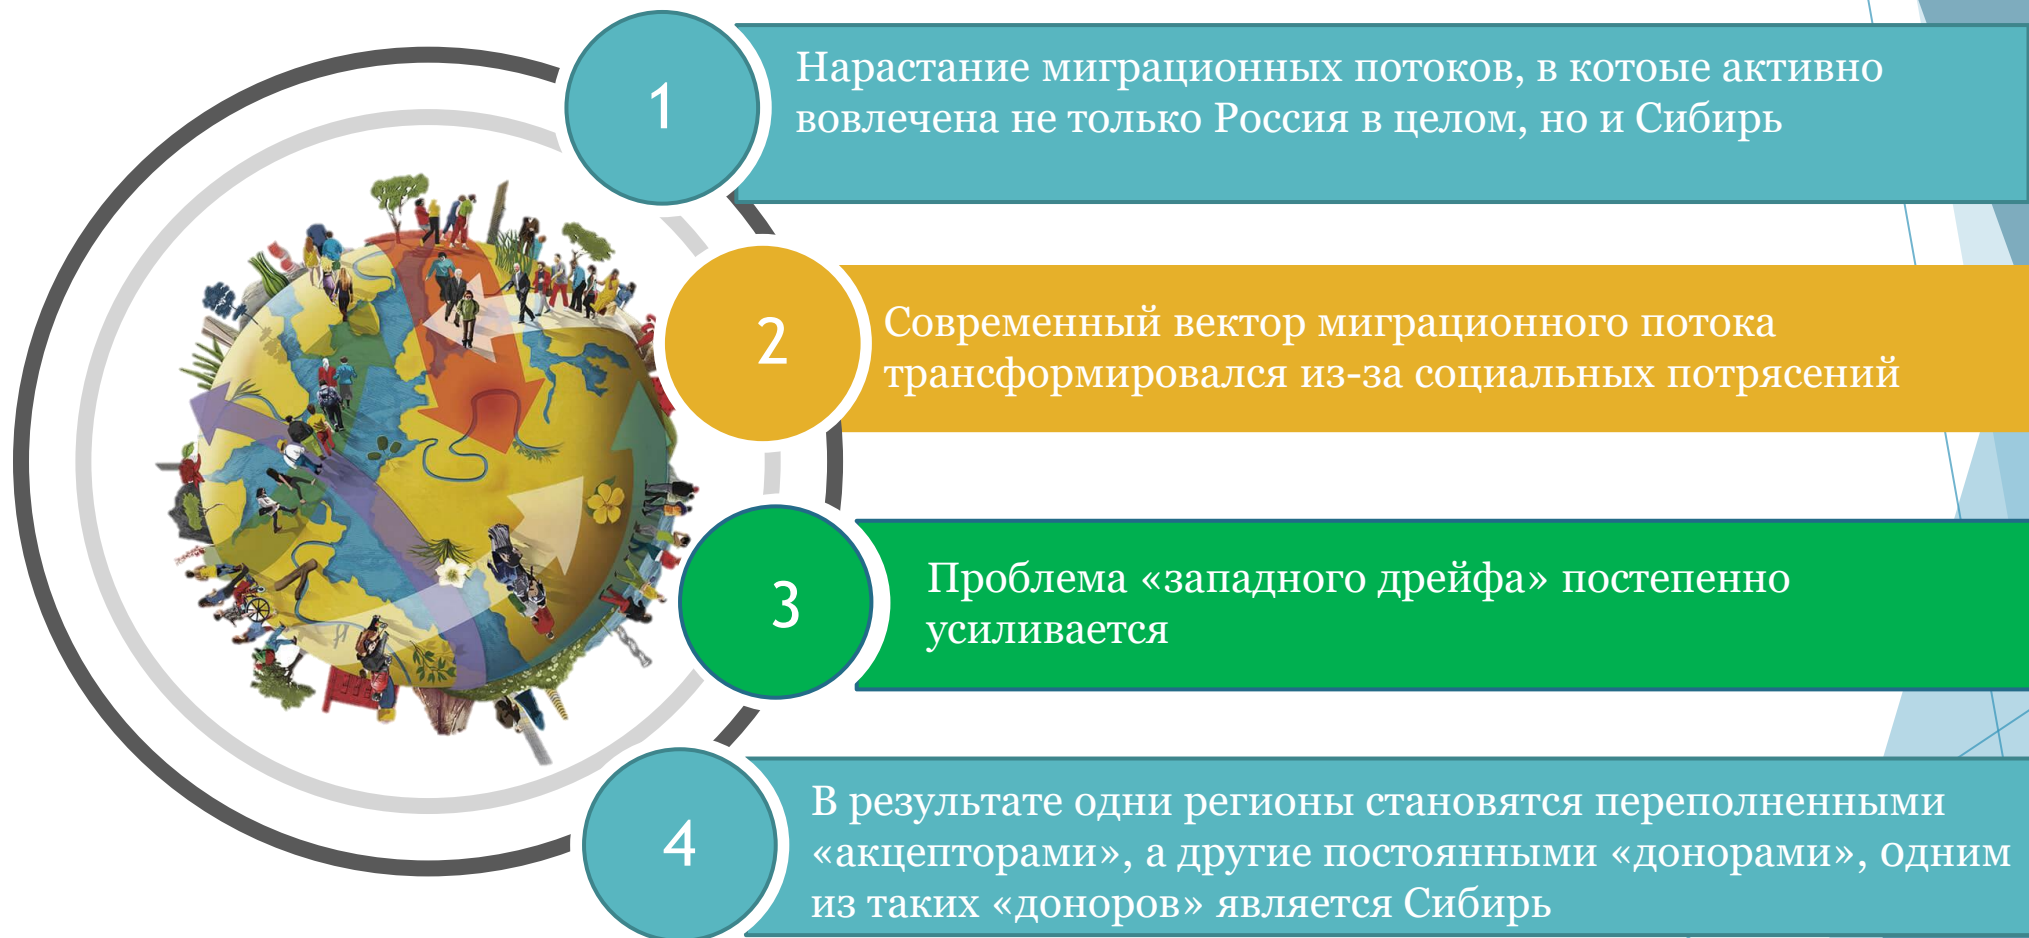 1
Нарастание миграционных потоков, в котоые активно
вовлечена не только Россия в целом, но и Сибирь
2
Современный вектор миграционного потока
трансформировался из-за социальных потрясений
3
Проблема «западного дрейфа» постепенно
усиливается
4
В результате одни регионы становятся переполненными
«акцепторами», а другие постоянными «донорами», одним
из таких «доноров» является Сибирь